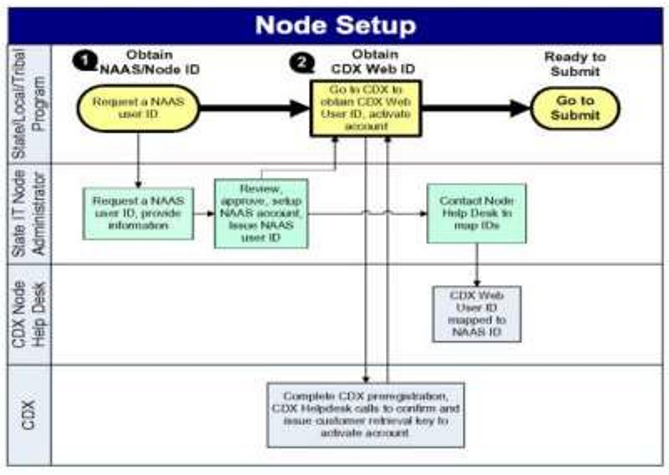 Node Setup
1
Obtain
NAAS/Node ID
2
Obtain
CDX Web ID
Ready to
Submit
State/Local/Tribal
Program
Request a NAAS
user ID
Go to CDX to
obtain CDX Web
User ID, activate
account
Go to
Submit
State IT Node
Administrator
Request a NAAS
user ID, provide
information
Review,
approve, setup
NAAS account,
Issue NAAS
user ID
Contact Node
Help Desk to
map IDs
CDX Node
Help Desk
CDX Web
User ID
mapped to
NAAS ID
CDX
Complete CDX preregistration,
CDX Helpdesk calls to confirm and
issue customer retrieval key to
activate account